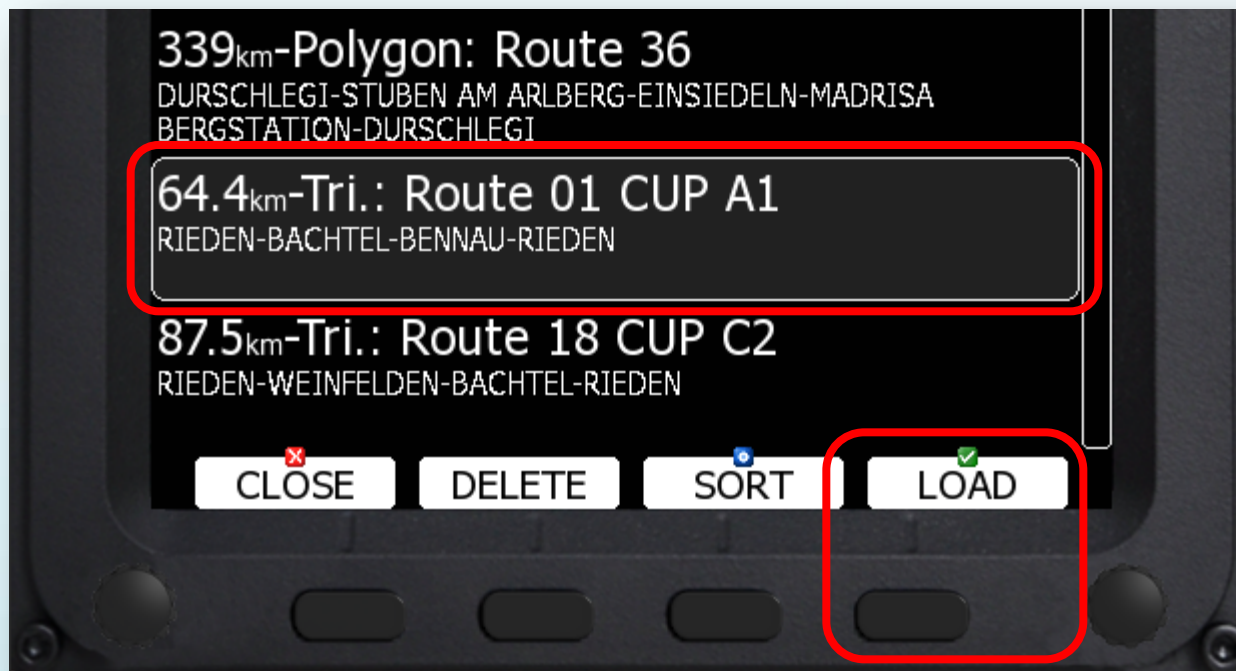 339km-Polygon: Route 36
DURSCHLEGI-STUBEN AM ARLBERG-EINSIEDELN-MADRISA
BERGSTATION-DURSCHLEGI
64.4km-Tri.: Route 01 CUP A1
RIEDEN-BACHTEL-BENNAU-RIEDEN
87.5km-Tri.: Route 18 CUP C2
RIEDEN-WEINFELDEN-BACHTEL-RIEDEN
CLOSE DELETE SORT LOAD